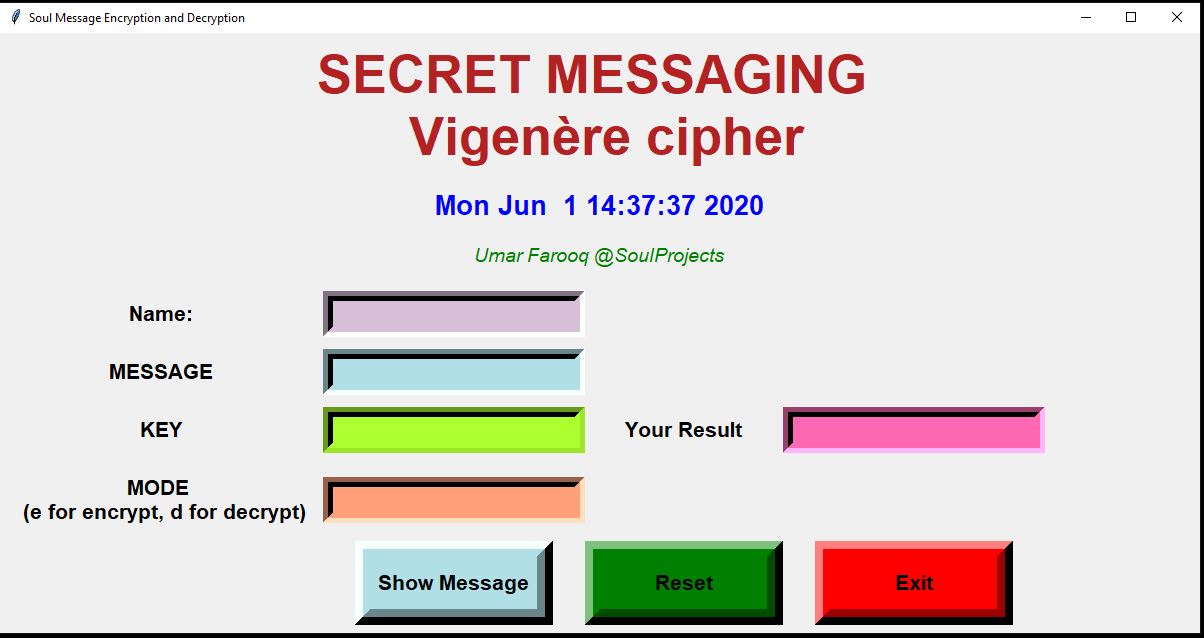 Soul Message Encryption and Decryption
SECRET MESSAGING
Vigenère cipher
Mon Jun  1 14:37:37 2020
Umar Farooq @SoulProjects
Name:
MESSAGE
KEY
Your Result
MODE
(e for encrypt, d for decrypt)
Show Message
Reset
Exit